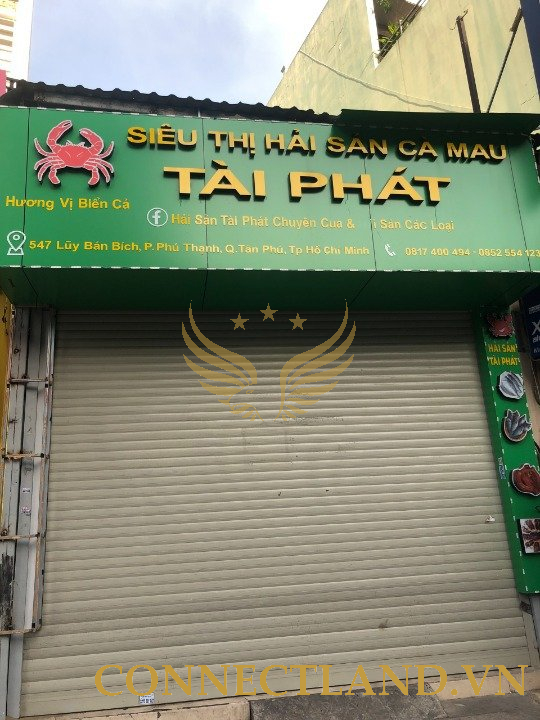 SIÊU THỊ HẢI SẢN CÀ MAU
TÀI PHÁT
Hương Vị Biển Cả
Hải Sản Tài Phát Chuyên Cua & i Sản Các Loại
547 Lũy Bán Bích, P. Phú Thạnh, Q.Tân Phú, Tp Hồ Chí Minh
0817 400 494 - 0852 554 123
HẢI SẢN
TÀI PHÁT
CONNECTLAND.VN